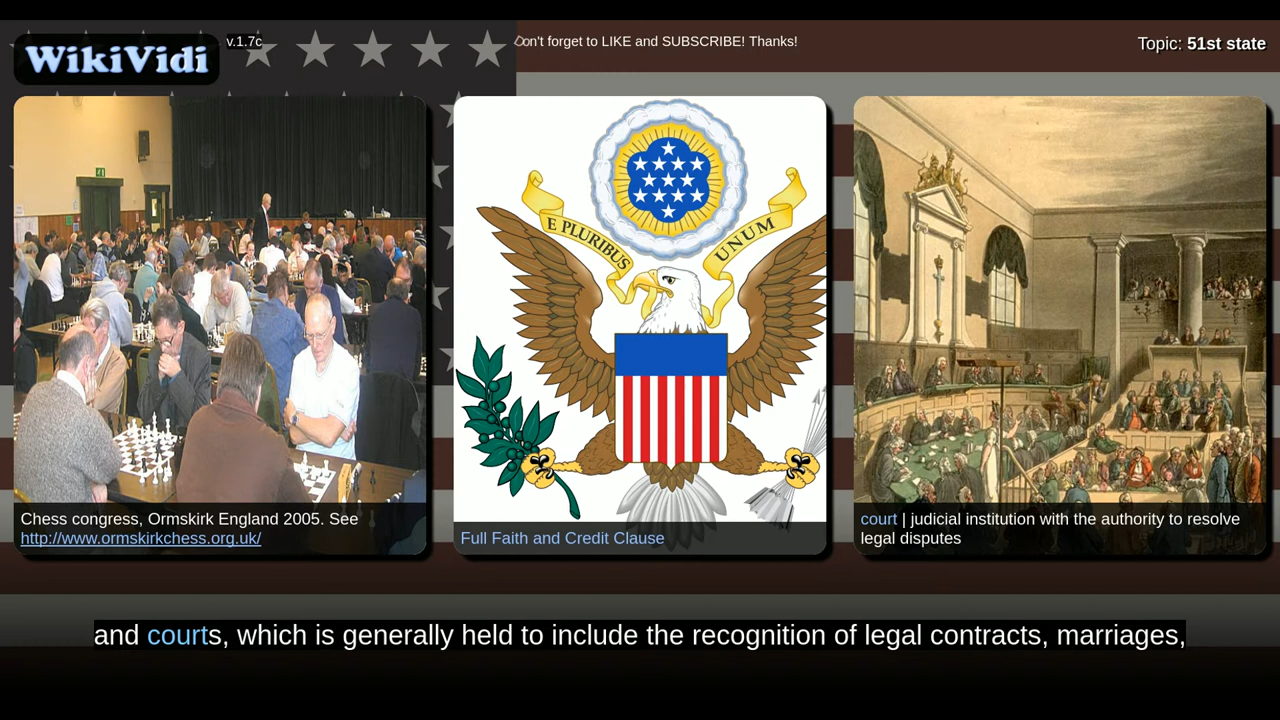 WikiVidi
v.1.7c
Don't forget to LIKE and SUBSCRIBE! Thanks!
Topic: 51st state
E PLURIBUS UNUM
Chess congress, Ormskirk England 2005. See
http://www.ormskirkchess.org.uk/
Full Faith and Credit Clause
court | judicial institution with the authority to resolve
legal disputes
and courts, which is generally held to include the recognition of legal contracts, marriages,